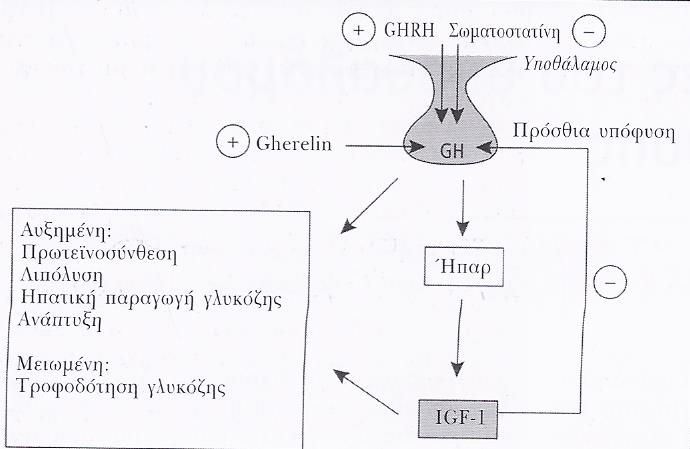 + GHRH Σωματοστατίνη −
Υποθάλαμος
Πρόσθια υπόφυση
+ Gherelin
GH
Αυξημένη:
Πρωτεϊνοσύνθεση
Λιπόλυση
Ηπατική παραγωγή γλυκόζης
Ανάπτυξη
Μειωμένη:
Τροφοδότηση γλυκόζης
Ήπαρ
−
IGF-1